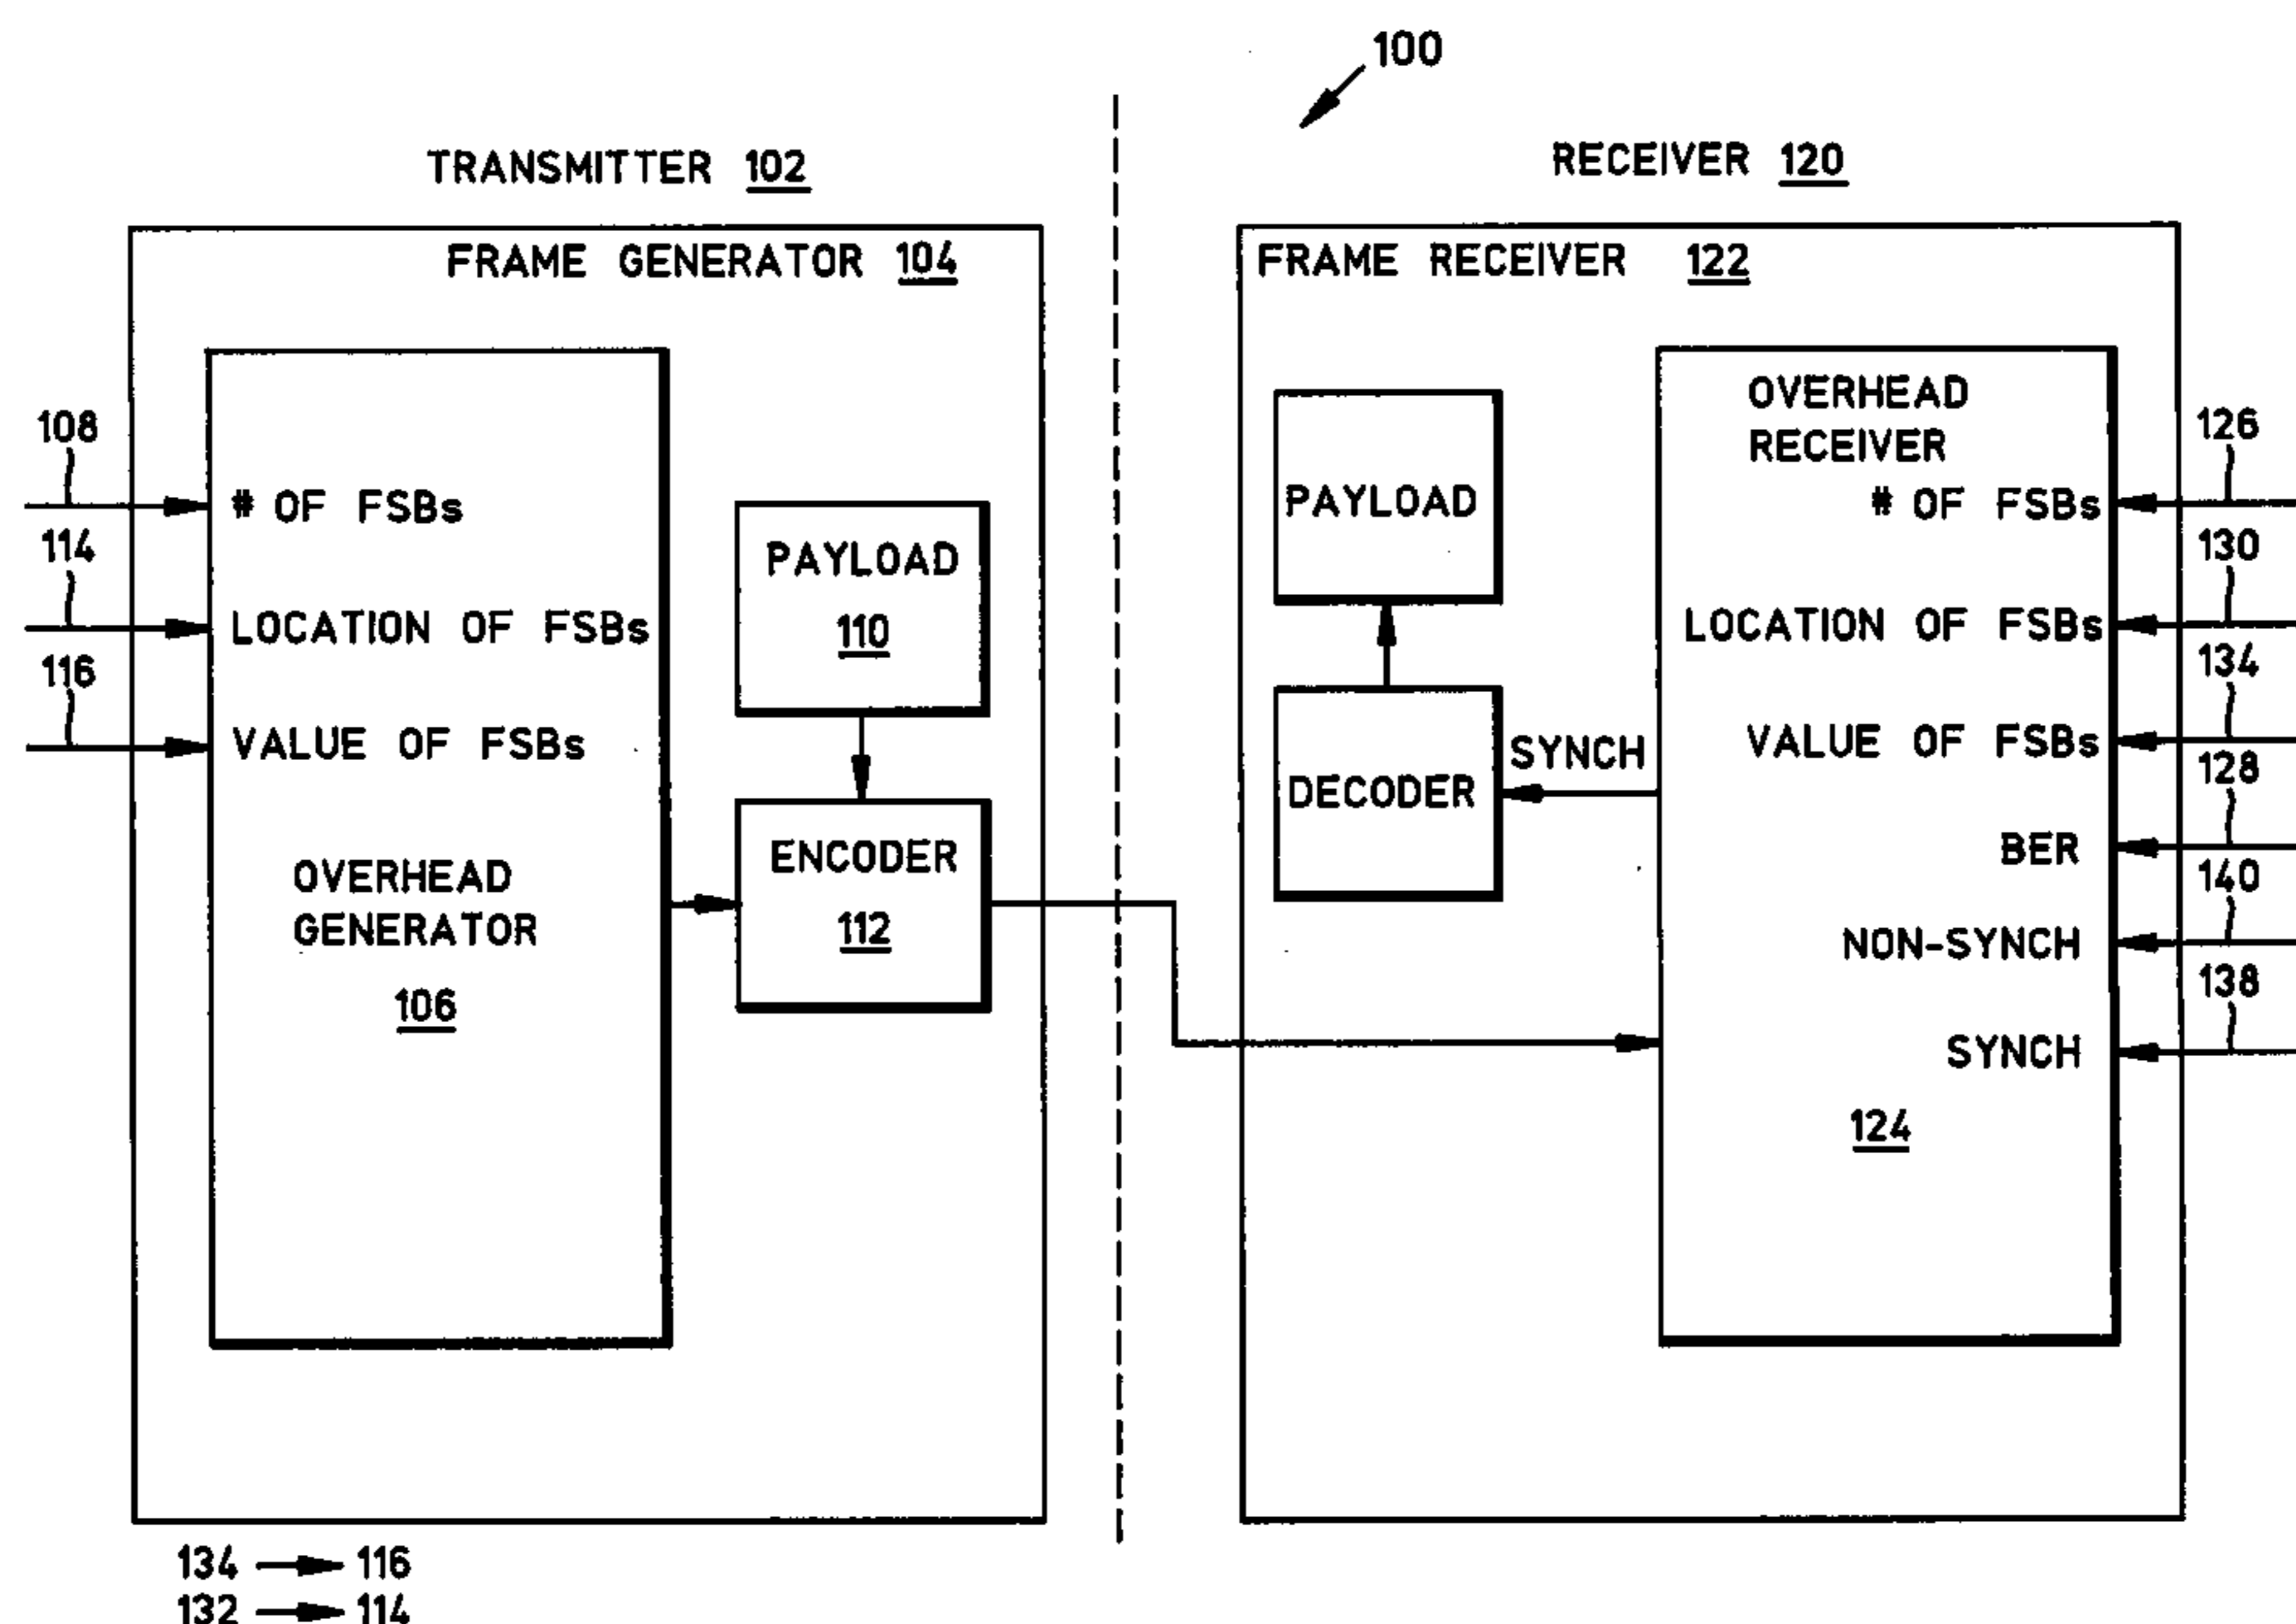 100
TRANSMITTER 102
RECEIVER 120
FRAME GENERATOR 104
108
# OF FSBs
114
LOCATION OF FSBs
116
VALUE OF FSBs
OVERHEAD
GENERATOR
106
PAYLOAD
110
ENCODER
112
FRAME RECEIVER 122
PAYLOAD
DECODER
SYNCH
OVERHEAD
RECEIVER
# OF FSBs
126
LOCATION OF FSBs
130
VALUE OF FSBs
134
BER
128
NON-SYNCH
140
SYNCH
138
124
134 → 116
132 → 114